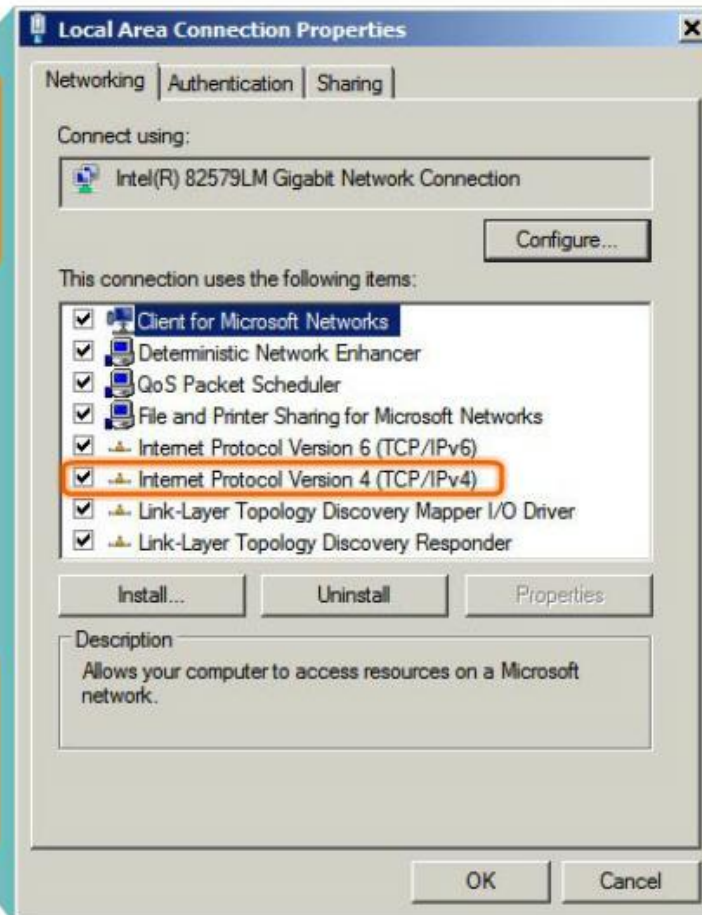 Local Area Connection Properties
Networking
Authentication
Sharing
Connect using:
Intel(R) 82579LM Gigabit Network Connection
Configure...
This connection uses the following items:
Client for Microsoft Networks
Deterministic Network Enhancer
QoS Packet Scheduler
File and Printer Sharing for Microsoft Networks
Internet Protocol Version 6 (TCP/IPv6)
Internet Protocol Version 4 (TCP/IPv4)
Link-Layer Topology Discovery Mapper I/O Driver
Link-Layer Topology Discovery Responder
Install...
Uninstall
Properties
Description
Allows your computer to access resources on a Microsoft
network.
OK
Cancel